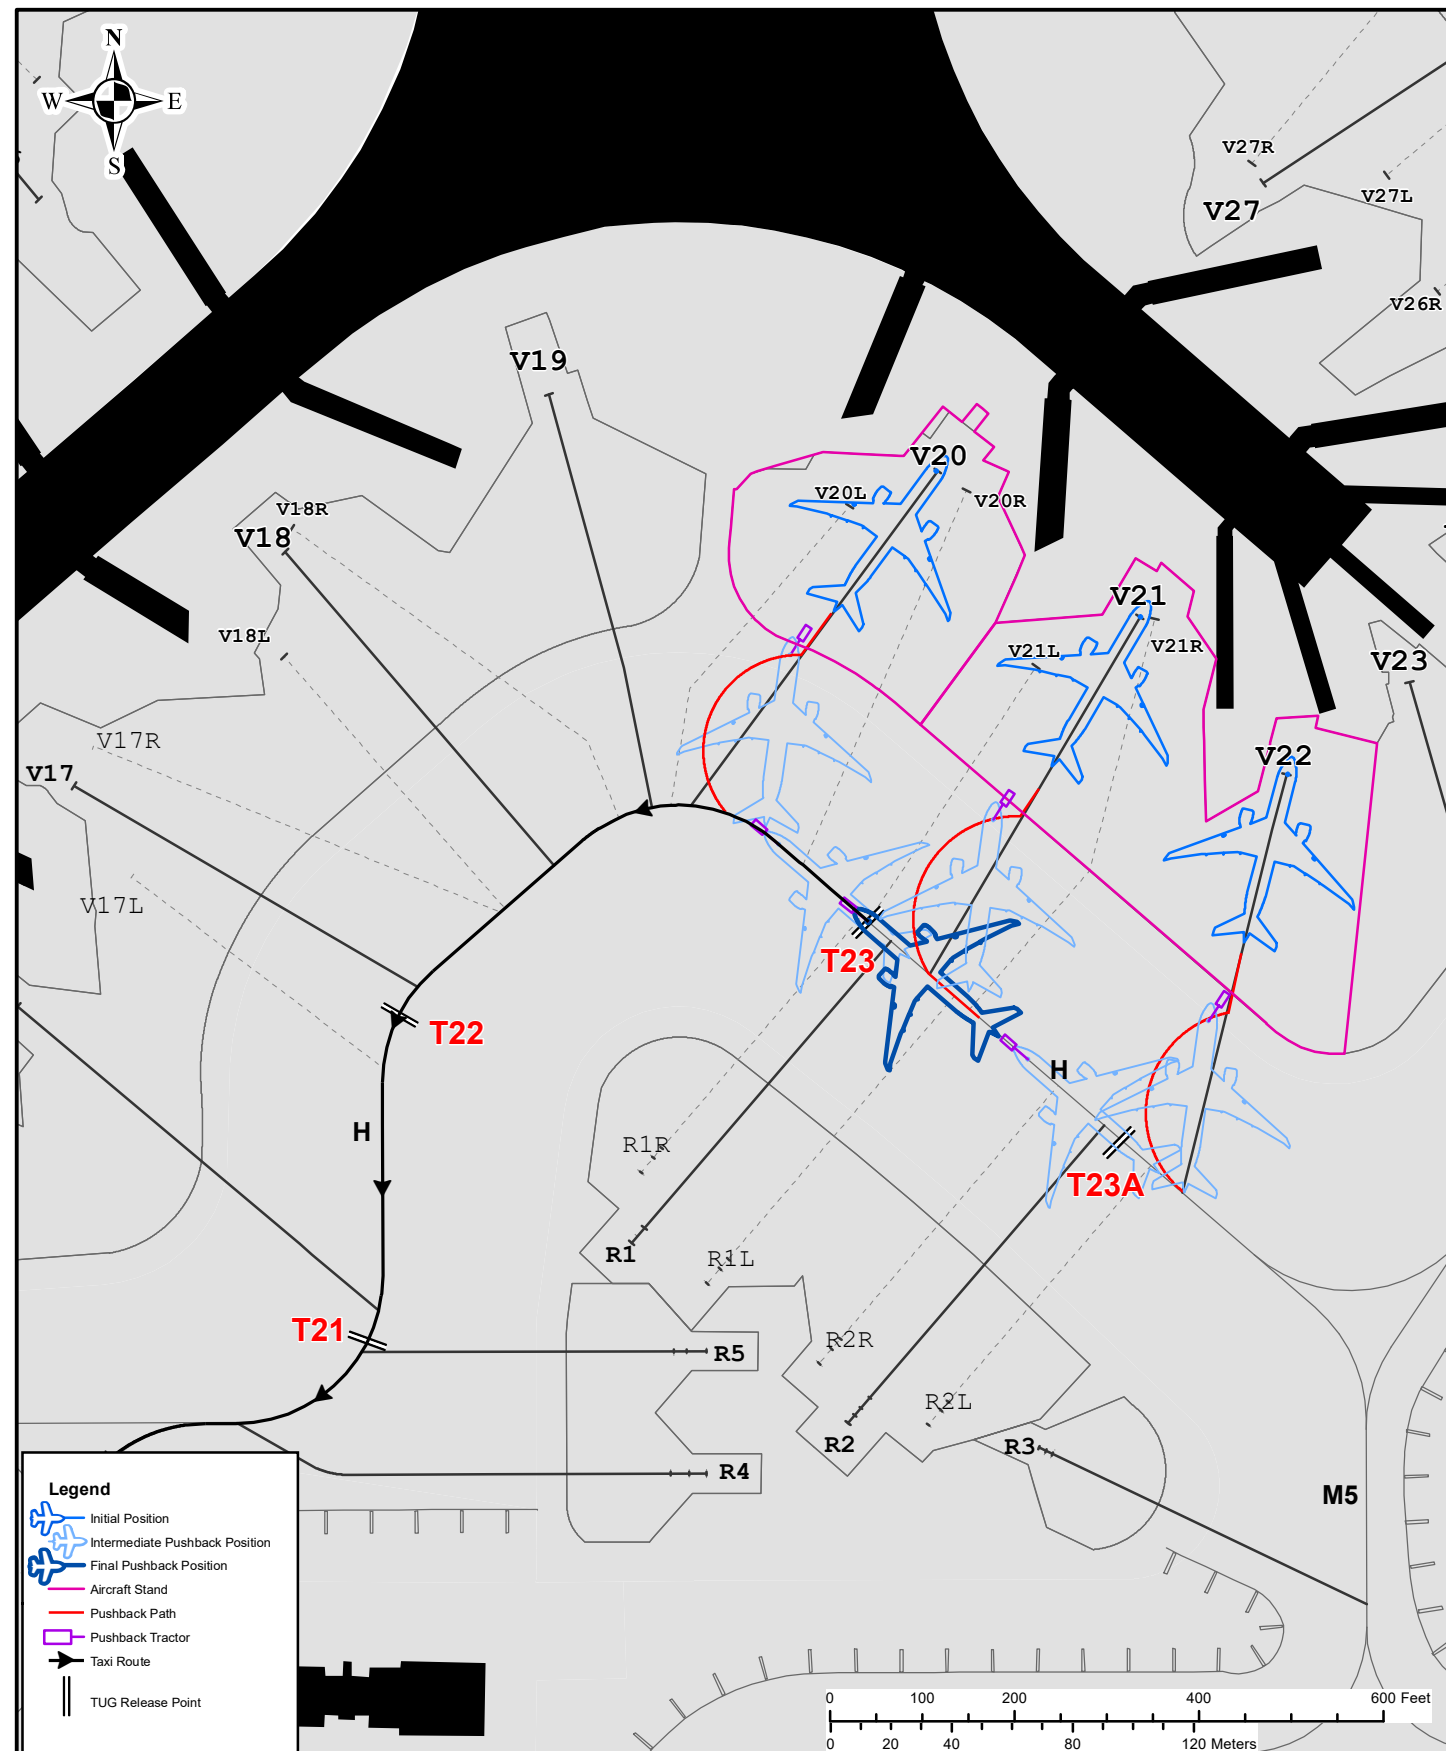 N
W E
S
V27R
V27L
V27
V26R
V19
V20
V20L
V20R
V18R
V18
V21
V21L
V21R
V18L
V23
V17R
V22
V17
V17L
T23
T22
H
H
R1R
T23A
R1
R1L
T21
R2R
R5
R2L
R2
R3
R4
M5
Legend
Initial Position
Intermediate Pushback Position
Final Pushback Position
Aircraft Stand
Pushback Path
Pushback Tractor
Taxi Route
TUG Release Point
0 100 200 400 600 Feet
0 20 40 80 120 Meters